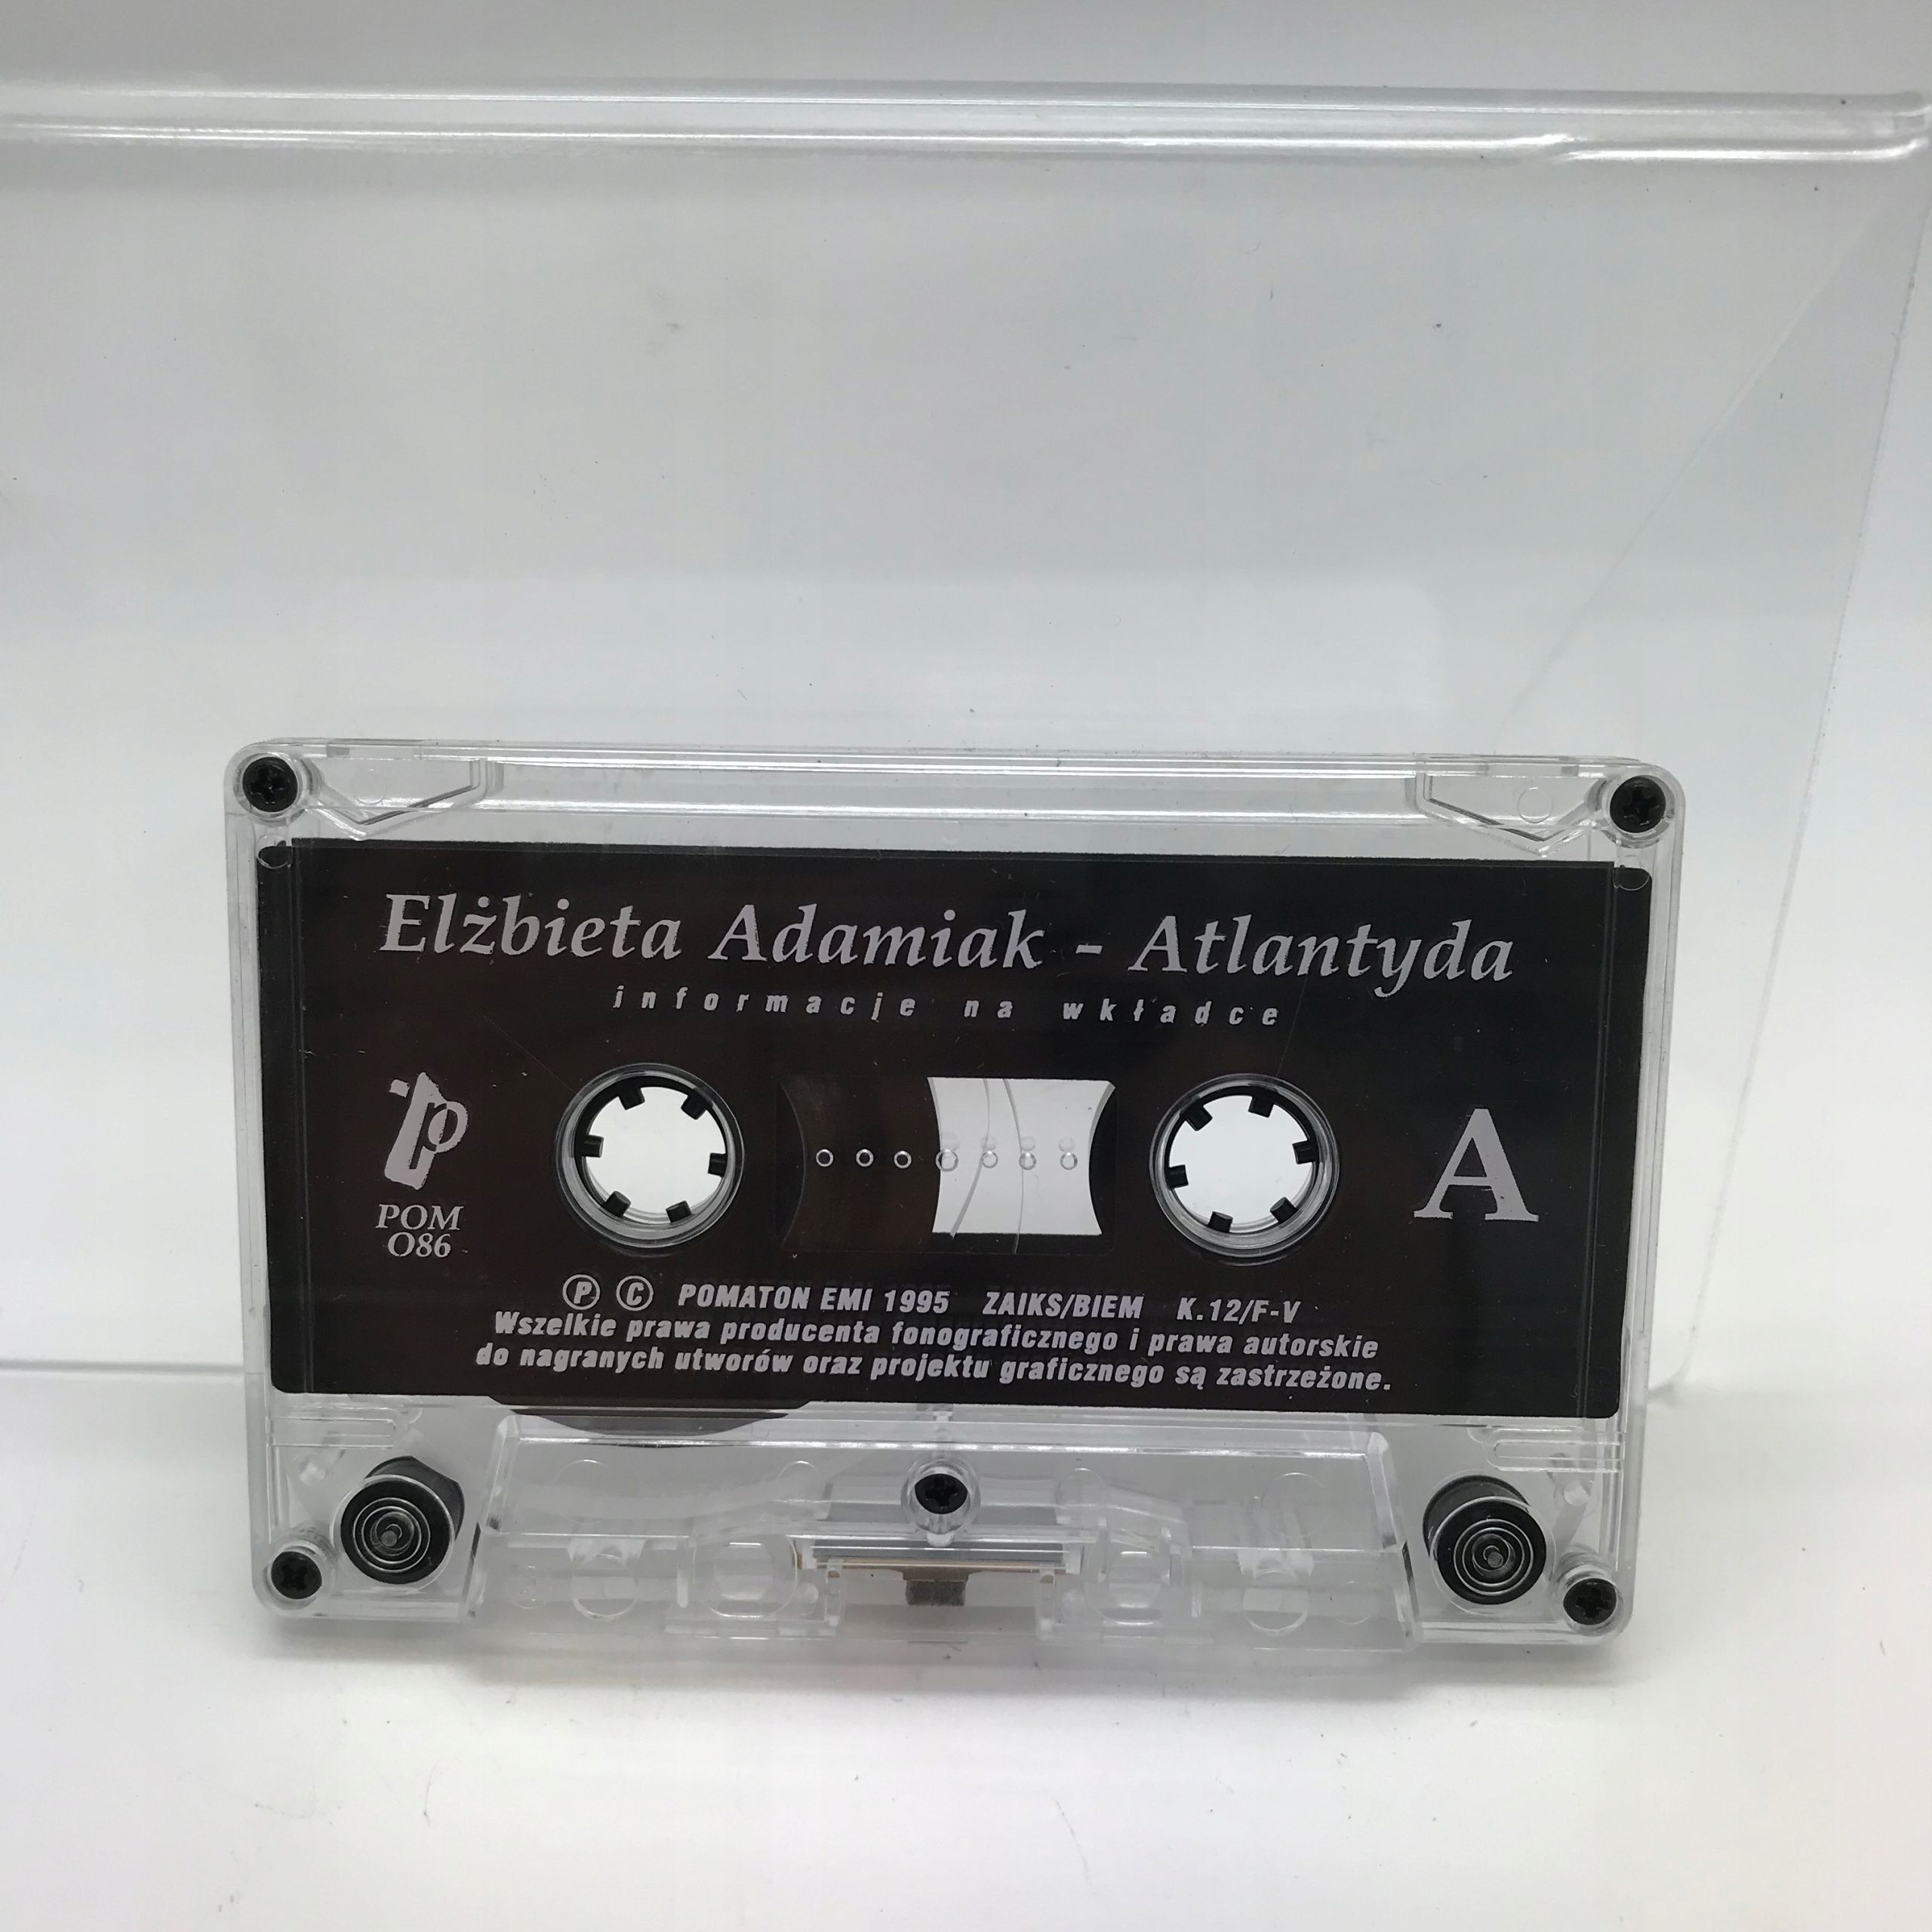 Elżbieta Adamiak - Atlantyda
informacje na wkładce
p
POM
O86
A
Ⓟ Ⓒ POMATON EMI 1995 ZAIKS/BIEM K.12/F-V
Wszelkie prawa producenta fonograficznego i prawa autorskie
do nagranych utworów oraz projektu graficznego są zastrzeżone.